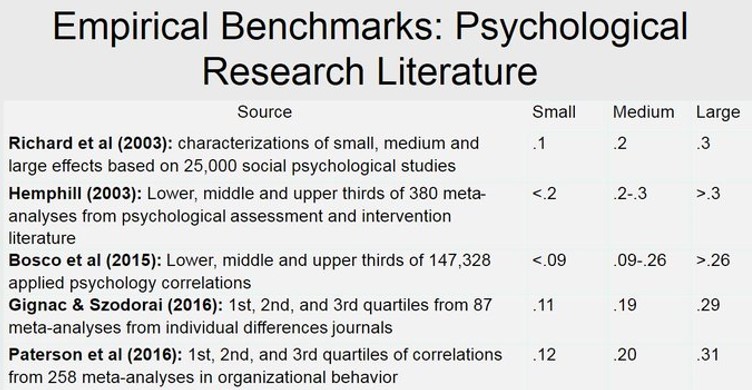 Empirical Benchmarks: Psychological
Research Literature
Source Small Medium Large
Richard et al (2003): characterizations of small, medium and
large effects based on 25,000 social psychological studies
.1 .2 .3
Hemphill (2003): Lower, middle and upper thirds of 380 meta-
analyses from psychological assessment and intervention
literature
<.2 .2-.3 >.3
Bosco et al (2015): Lower, middle and upper thirds of 147,328
applied psychology correlations
<.09 .09-.26 >.26
Gignac & Szodorai (2016): 1st, 2nd, and 3rd quartiles from 87
meta-analyses from individual differences journals
.11 .19 .29
Paterson et al (2016): 1st, 2nd, and 3rd quartiles of correlations
from 258 meta-analyses in organizational behavior
.12 .20 .31